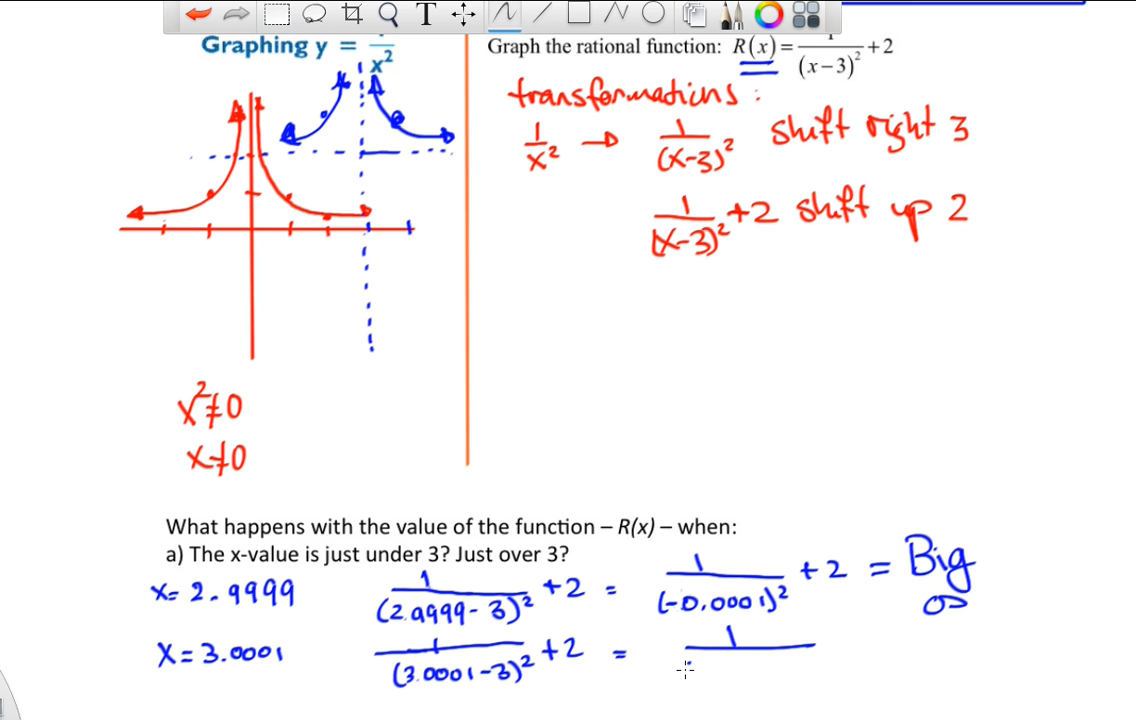 Graphing y = 1/x²
Graph the rational function: R(x) = 1/(x−3)² + 2
transformations :
1/x² → 1/(x-3)² shift right 3
1/(x-3)² +2 shift up 2
x² ≠ 0
x ≠ 0
What happens with the value of the function – R(x) – when:
a) The x-value is just under 3? Just over 3?
x= 2.9999 1/(2.9999 - 3)² +2 = 1/(-0.0001)² +2 = Big
∞
x = 3.0001 1/(3.0001-3)² +2 = 1